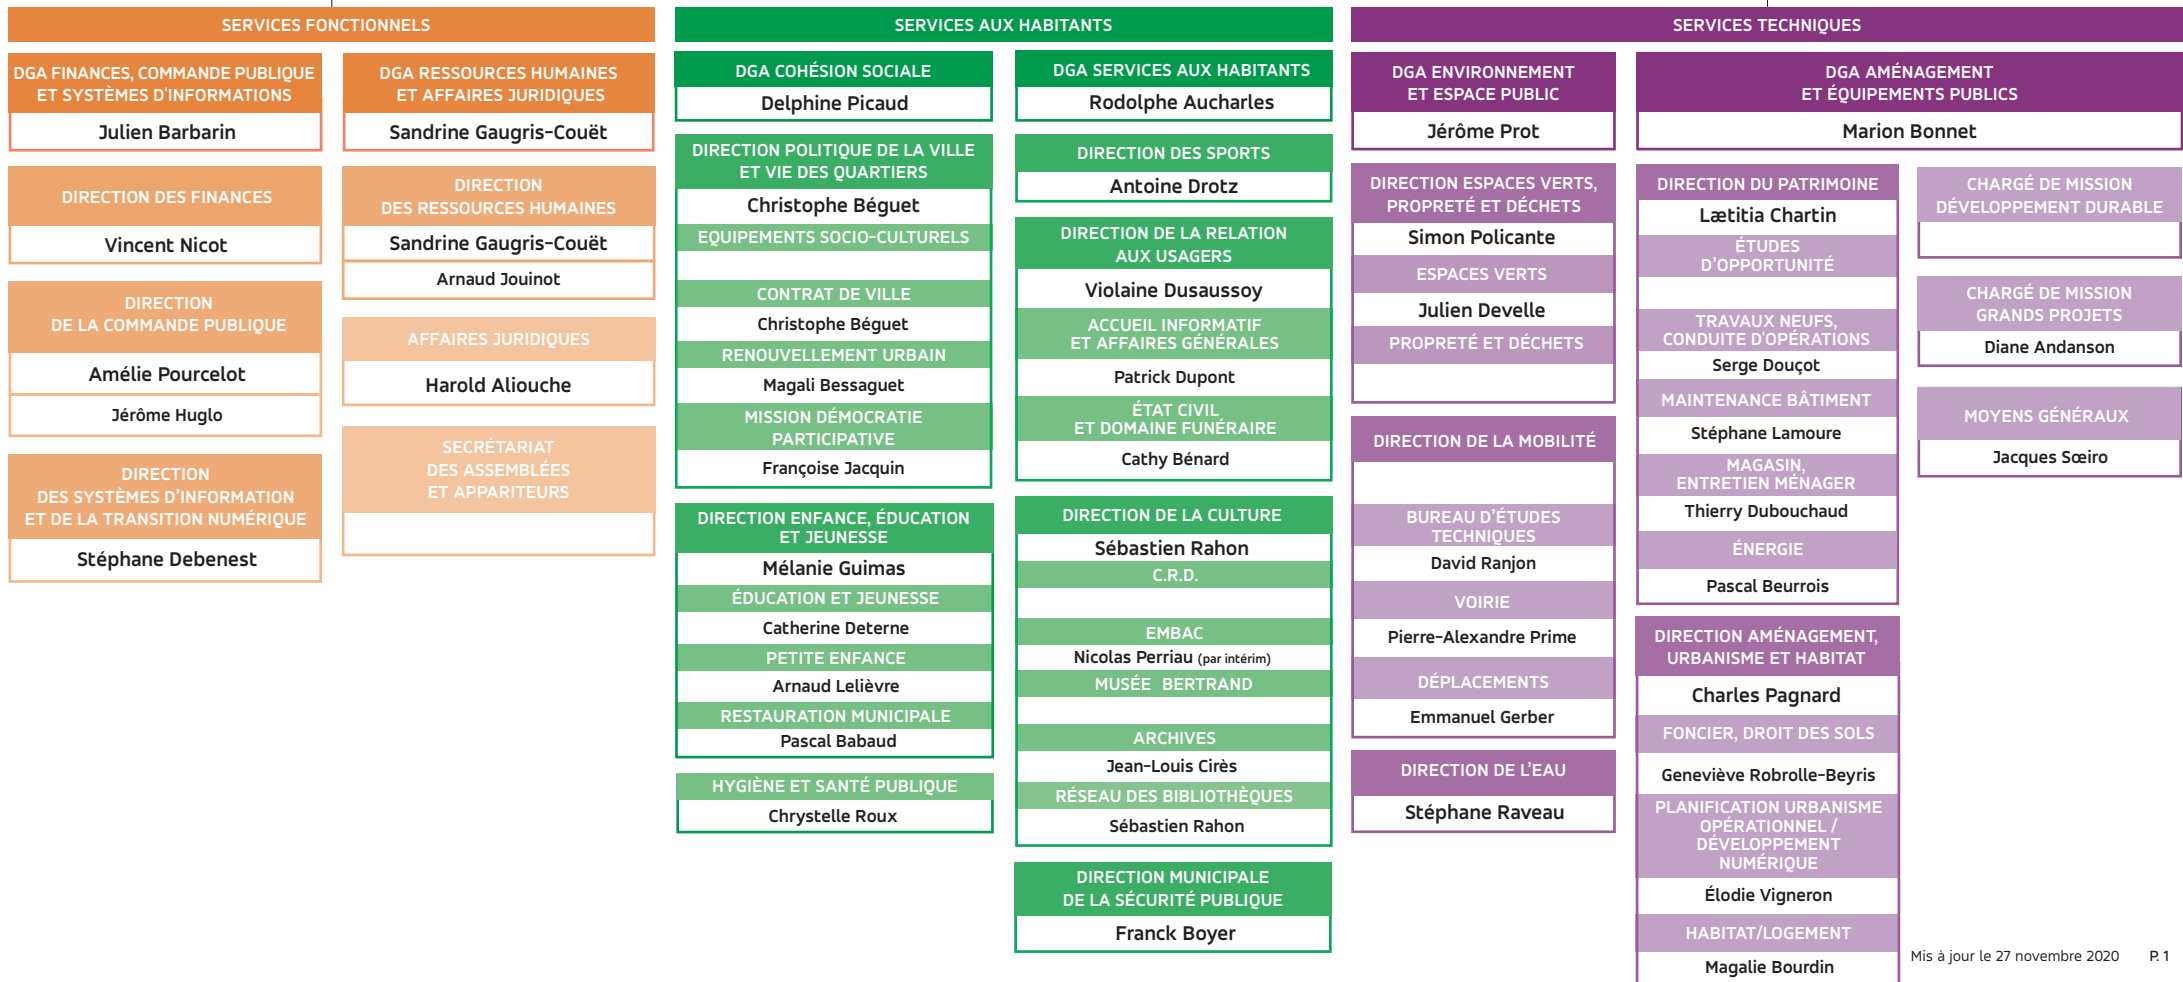 SERVICES FONCTIONNELS
DGA FINANCES, COMMANDE PUBLIQUE
ET SYSTÈMES D'INFORMATIONS
Julien Barbarin
DIRECTION DES FINANCES
Vincent Nicot
DIRECTION
DE LA COMMANDE PUBLIQUE
Amélie Pourcelot
Jérôme Huglo
DIRECTION
DES SYSTÈMES D'INFORMATION
ET DE LA TRANSITION NUMÉRIQUE
Stéphane Debenest
DGA RESSOURCES HUMAINES
ET AFFAIRES JURIDIQUES
Sandrine Gaugris-Couët
DIRECTION
DES RESSOURCES HUMAINES
Sandrine Gaugris-Couët
Arnaud Jouinot
AFFAIRES JURIDIQUES
Harold Aliouche
SECRÉTARIAT
DES ASSEMBLÉES
ET APPARITEURS
SERVICES AUX HABITANTS
DGA COHÉSION SOCIALE
Delphine Picaud
DIRECTION POLITIQUE DE LA VILLE
ET VIE DES QUARTIERS
Christophe Béguet
EQUIPEMENTS SOCIO-CULTURELS
CONTRAT DE VILLE
Christophe Béguet
RENOUVELLEMENT URBAIN
Magali Bessaguet
MISSION DÉMOCRATIE
PARTICIPATIVE
Françoise Jacquin
DIRECTION ENFANCE, ÉDUCATION
ET JEUNESSE
Mélanie Guimas
ÉDUCATION ET JEUNESSE
Catherine Deterne
PETITE ENFANCE
Arnaud Lelièvre
RESTAURATION MUNICIPALE
Pascal Babaud
HYGIÈNE ET SANTÉ PUBLIQUE
Chrystelle Roux
DGA SERVICES AUX HABITANTS
Rodolphe Aucharles
DIRECTION DES SPORTS
Antoine Drotz
DIRECTION DE LA RELATION
AUX USAGERS
Violaine Dusaussoy
ACCUEIL INFORMATIF
ET AFFAIRES GÉNÉRALES
Patrick Dupont
ÉTAT CIVIL
ET DOMAINE FUNÉRAIRE
Cathy Bénard
DIRECTION DE LA CULTURE
Sébastien Rahon
C.R.D.
EMBAC
Nicolas Perriau (par intérim)
MUSÉE BERTRAND
ARCHIVES
Jean-Louis Cirès
RÉSEAU DES BIBLIOTHÈQUES
Sébastien Rahon
DIRECTION MUNICIPALE
DE LA SÉCURITÉ PUBLIQUE
Franck Boyer
SERVICES TECHNIQUES
DGA ENVIRONNEMENT
ET ESPACE PUBLIC
Jérôme Prot
DIRECTION ESPACES VERTS,
PROPRETÉ ET DÉCHETS
Simon Policante
ESPACES VERTS
Julien Develle
PROPRETÉ ET DÉCHETS
DIRECTION DE LA MOBILITÉ
BUREAU D'ÉTUDES
TECHNIQUES
David Ranjon
VOIRIE
Pierre-Alexandre Prime
DÉPLACEMENTS
Emmanuel Gerber
DIRECTION DE L'EAU
Stéphane Raveau
DGA AMÉNAGEMENT
ET ÉQUIPEMENTS PUBLICS
Marion Bonnet
DIRECTION DU PATRIMOINE
Lætitia Chartin
ÉTUDES
D'OPPORTUNITÉ
TRAVAUX NEUFS,
CONDUITE D'OPÉRATIONS
Serge Douçot
MAINTENANCE BÂTIMENT
Stéphane Lamoure
MAGASIN,
ENTRETIEN MÉNAGER
Thierry Dubouchaud
ÉNERGIE
Pascal Beurrois
DIRECTION AMÉNAGEMENT,
URBANISME ET HABITAT
Charles Pagnard
FONCIER, DROIT DES SOLS
Geneviève Robrolle-Beyris
PLANIFICATION URBANISME
OPÉRATIONNEL /
DÉVELOPPEMENT
NUMÉRIQUE
Élodie Vigneron
HABITAT/LOGEMENT
Magalie Bourdin
CHARGÉ DE MISSION
DÉVELOPPEMENT DURABLE
CHARGÉ DE MISSION
GRANDS PROJETS
Diane Andanson
MOYENS GÉNÉRAUX
Jacques Sœiro
Mis à jour le 27 novembre 2020 P. 1